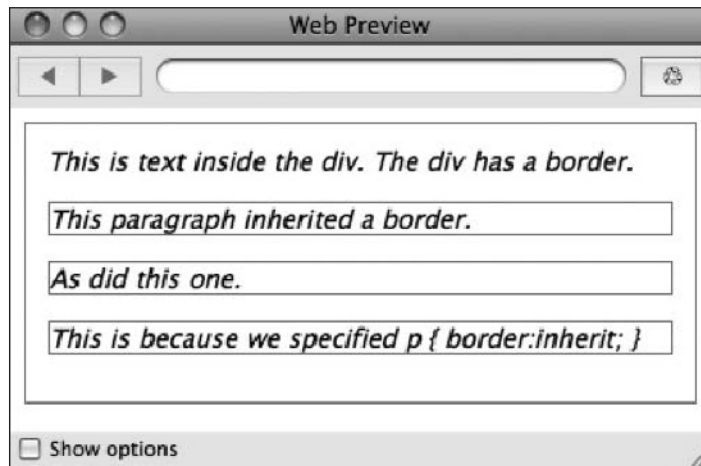 Web Preview
This is text inside the div. The div has a border.
This paragraph inherited a border.
As did this one.
This is because we specified p { border:inherit; }
Show options